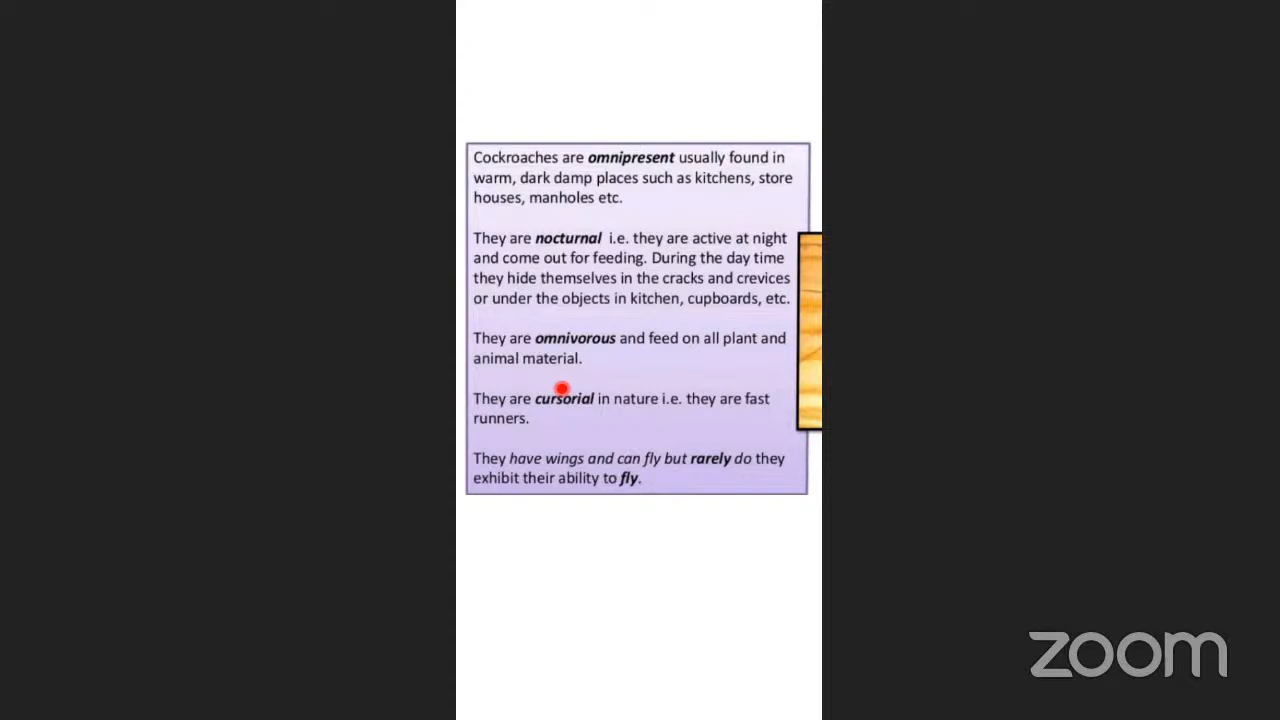 Cockroaches are omnipresent usually found in
warm, dark damp places such as kitchens, store
houses, manholes etc.
They are nocturnal i.e. they are active at night
and come out for feeding. During the day time
they hide themselves in the cracks and crevices
or under the objects in kitchen, cupboards, etc.
They are omnivorous and feed on all plant and
animal material.
They are cursorial in nature i.e. they are fast
runners.
They have wings and can fly but rarely do they
exhibit their ability to fly.
zoom